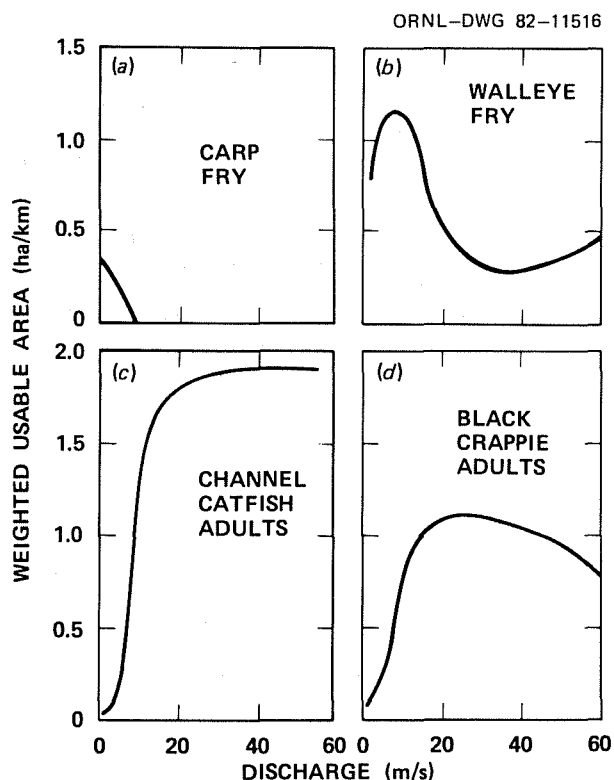 ORNL–DWG 82–11516
WEIGHTED USABLE AREA (ha/km)
1.5
1.0
0.5
0
(a)
CARP
FRY
(b)
WALLEYE
FRY
2.0
1.5
1.0
0.5
0
(c)
CHANNEL
CATFISH
ADULTS
(d)
BLACK
CRAPPIE
ADULTS
0 20 40 60 0 20 40 60
DISCHARGE (m/s)